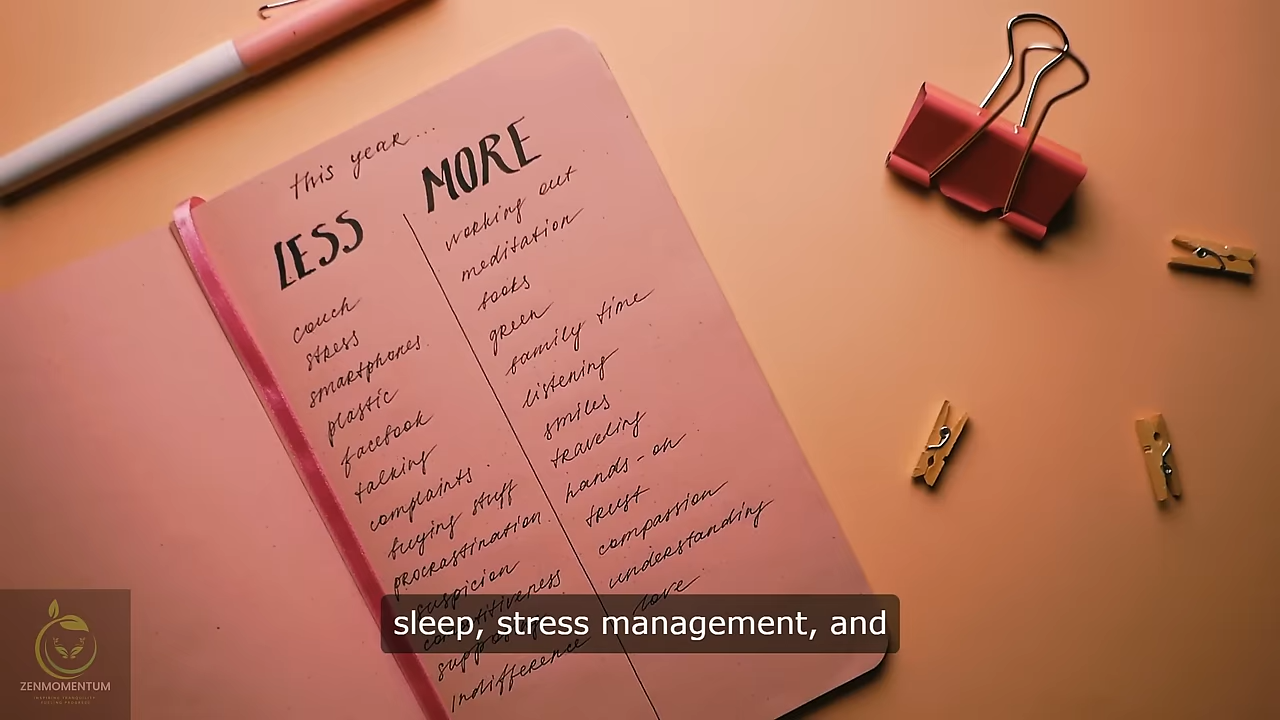 this year...
LESS
couch
stress
smartphones
plastic
facebook
talking
complaints
buying stuff
procrastination
suspicion
competitiveness
Indifference
MORE
working out
meditation
books
green
family time
listening
smiles
traveling
hands-on
trust
compassion
understanding
love
sleep, stress management, and
ZENMOMENTUM